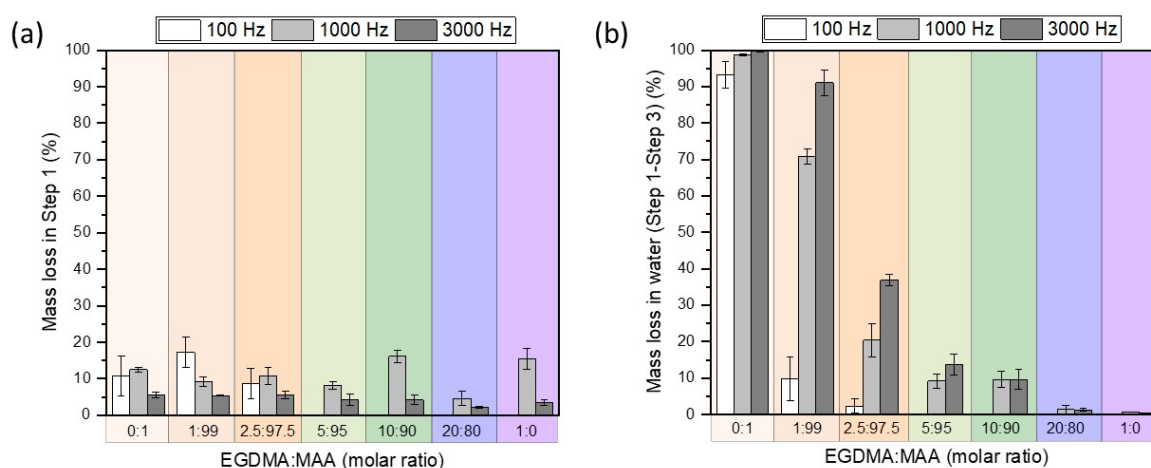 (a)
100 Hz 1000 Hz 3000 Hz
Mass loss in Step 1 (%)
100
90
80
70
60
50
40
30
20
10
0
0:1 1:99 2.5:97.5 5:95 10:90 20:80 1:0
EGDMA:MAA (molar ratio)
(b)
100 Hz 1000 Hz 3000 Hz
Mass loss in water (Step 1-Step 3) (%)
100
90
80
70
60
50
40
30
20
10
0
0:1 1:99 2.5:97.5 5:95 10:90 20:80 1:0
EGDMA:MAA (molar ratio)